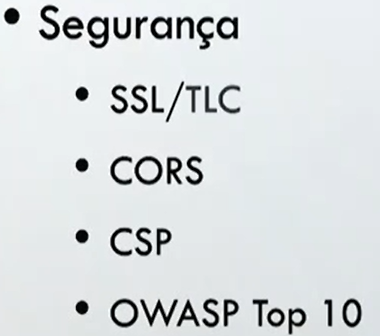 • Segurança
• SSL/TLC
• CORS
• CSP
• OWASP Top 10